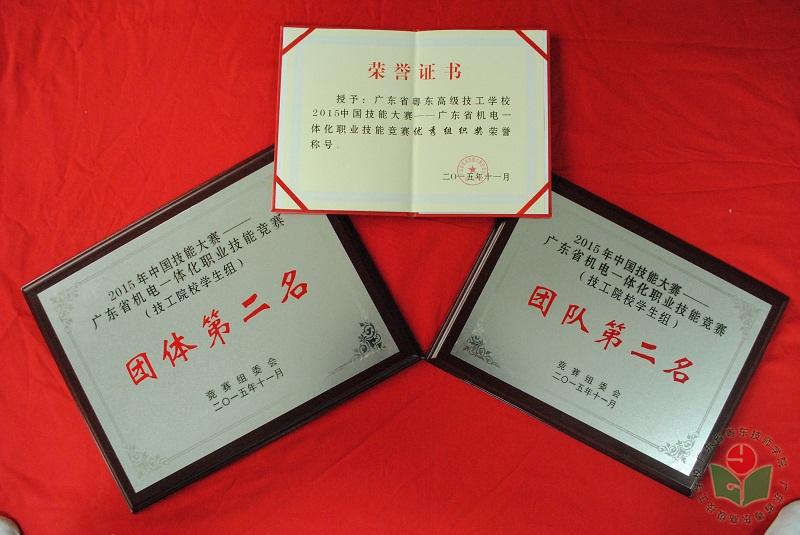 荣誉证书
授予：广东省粤东高级技工学校
2015中国技能大赛——广东省机电一
体化职业技能竞赛优秀组织奖荣誉
称号。
二〇一五年十一月
2015年中国技能大赛——
广东省机电一体化职业技能竞赛
（技工院校学生组）
团体第二名
竞赛组委会
二〇一五年十一月
2015年中国技能大赛——
广东省机电一体化职业技能竞赛
（技工院校学生组）
团队第二名
竞赛组委会
二〇一五年十一月